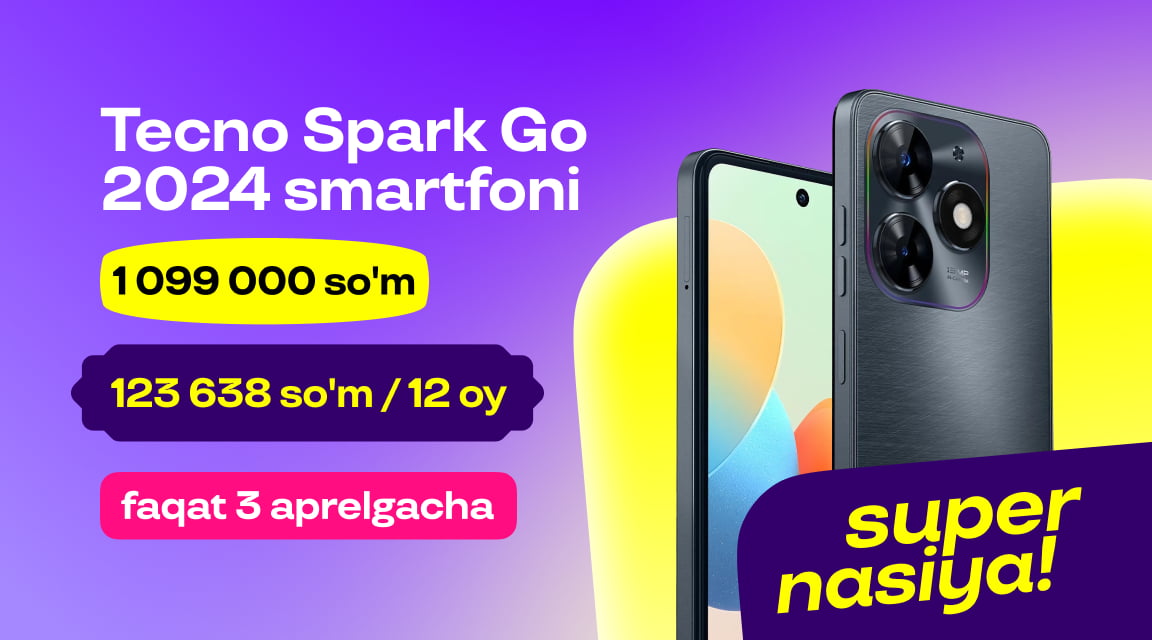 Tecno Spark Go
2024 smartfoni
1 099 000 so'm
123 638 so'm / 12 oy
faqat 3 aprelgacha
super
nasiya!